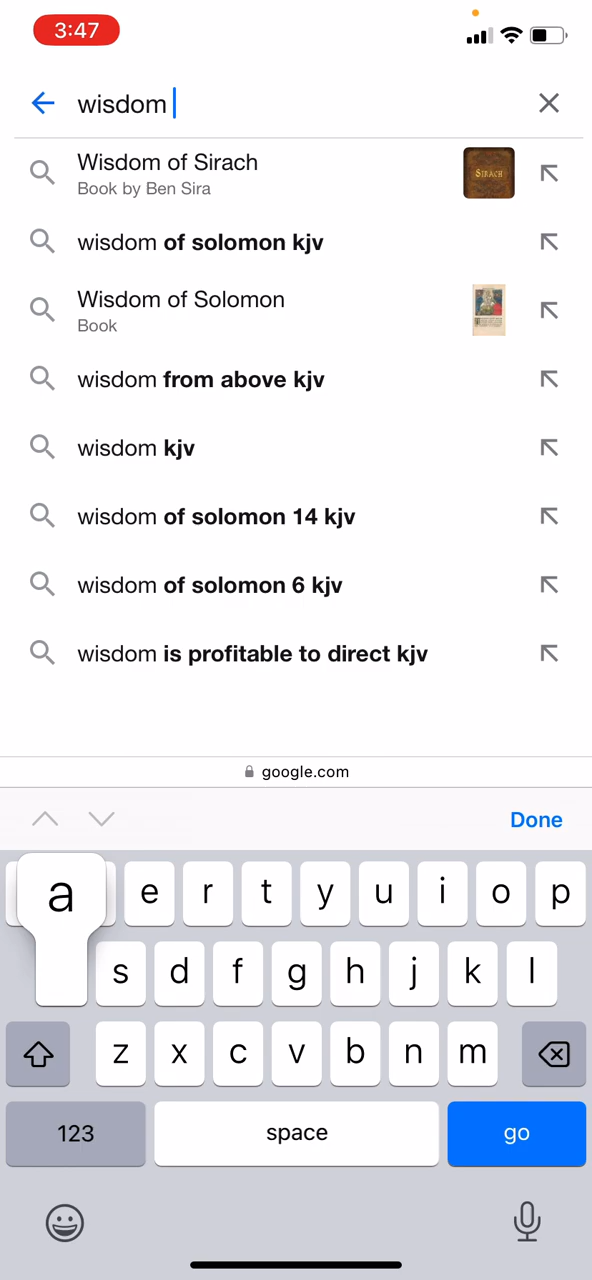 3:47
wisdom
Wisdom of Sirach
Book by Ben Sira
SIRACH
wisdom of solomon kjv
Wisdom of Solomon
Book
wisdom from above kjv
wisdom kjv
wisdom of solomon 14 kjv
wisdom of solomon 6 kjv
wisdom is profitable to direct kjv
google.com
Done
a e r t y u i o p
s d f g h j k l
z x c v b n m
123 space go